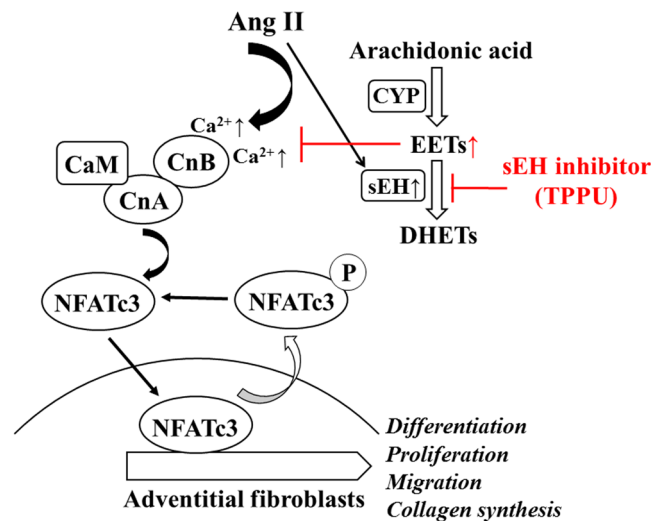 Ang II
Arachidonic acid
CYP
Ca²⁺↑
CaM
CnB
Ca²⁺↑
EETs↑
CnA
sEH↑
sEH inhibitor
(TPPU)
DHETs
P
NFATc3
NFATc3
NFATc3
Differentiation
Proliferation
Migration
Adventitial fibroblasts
Collagen synthesis